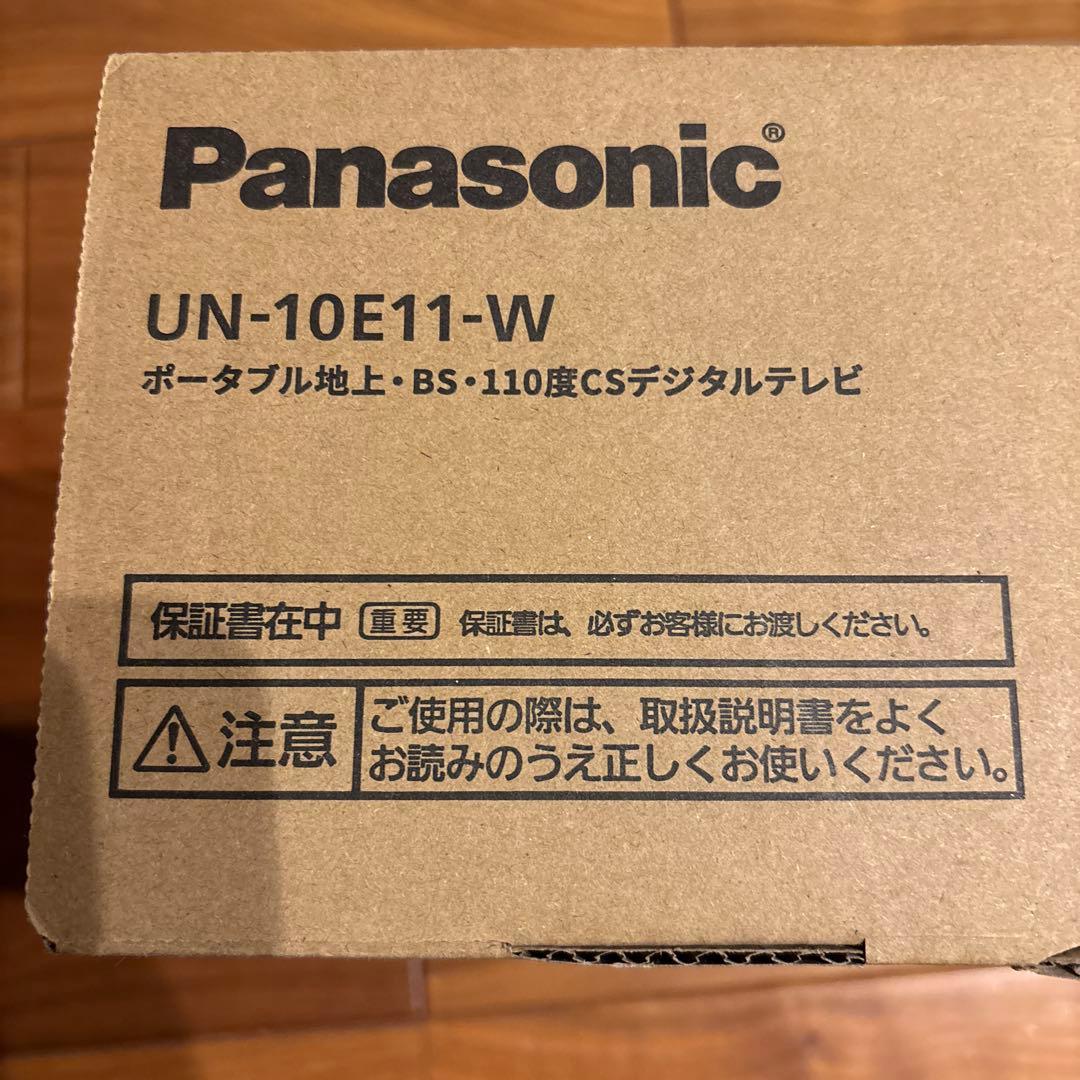 Panasonic®
UN-10E11-W
ポータブル地上・BS・110度CSデジタルテレビ
保証書在中 重要 保証書は、必ずお客様にお渡しください。
注意 ご使用の際は、取扱説明書をよく
お読みのうえ正しくお使いください。